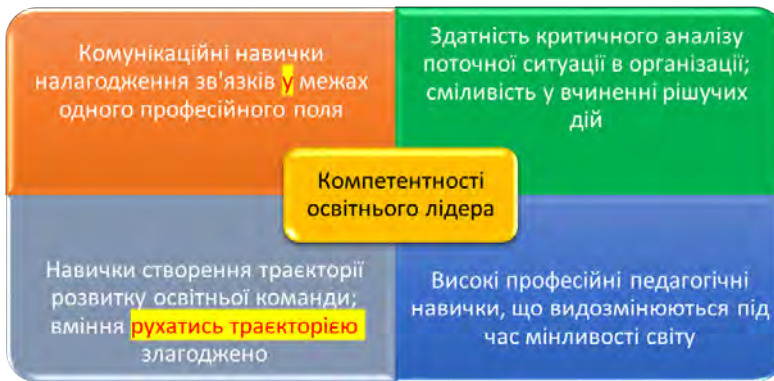 Комунікаційні навички
налагодження зв'язків у межах
одного професійного поля
Здатність критичного аналізу
поточної ситуації в організації;
сміливість у вчиненні рішучих
дій
Компетентності
освітнього лідера
Навички створення траєкторії
розвитку освітньої команди;
вміння рухатись траєкторією
злагоджено
Високі професійні педагогічні
навички, що видозмінюються під
час мінливості світу